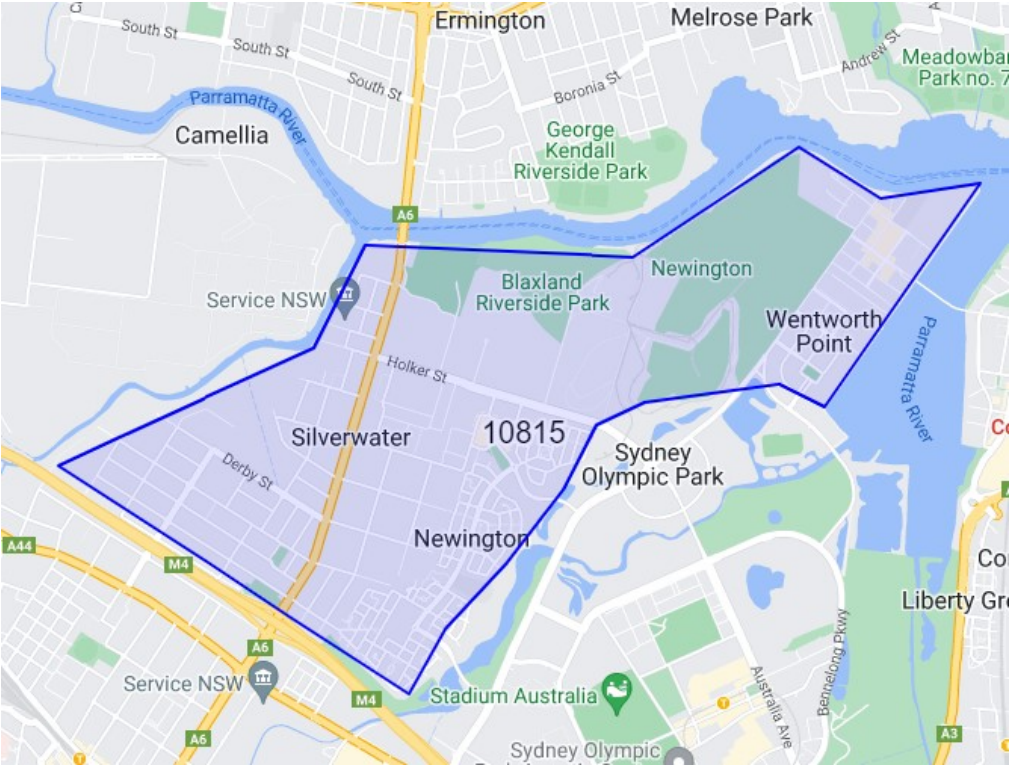 Ermington
Melrose Park
South St
South St
South St
Andrew St
Meadowban
Park no. 7
Boronia St
Parramatta River
Camellia
George
Kendall
Riverside Park
A6
Service NSW
Blaxland
Riverside Park
Newington
Wentworth
Point
Parramatta River
Holker St
Silverwater
10815
Derby St
Sydney
Olympic Park
Newington
A44
M4
A6
Service NSW
M4
A6
Stadium Australia
Sydney Olympic
Australia Ave
Bennelong Pkwy
Liberty Gro
A3